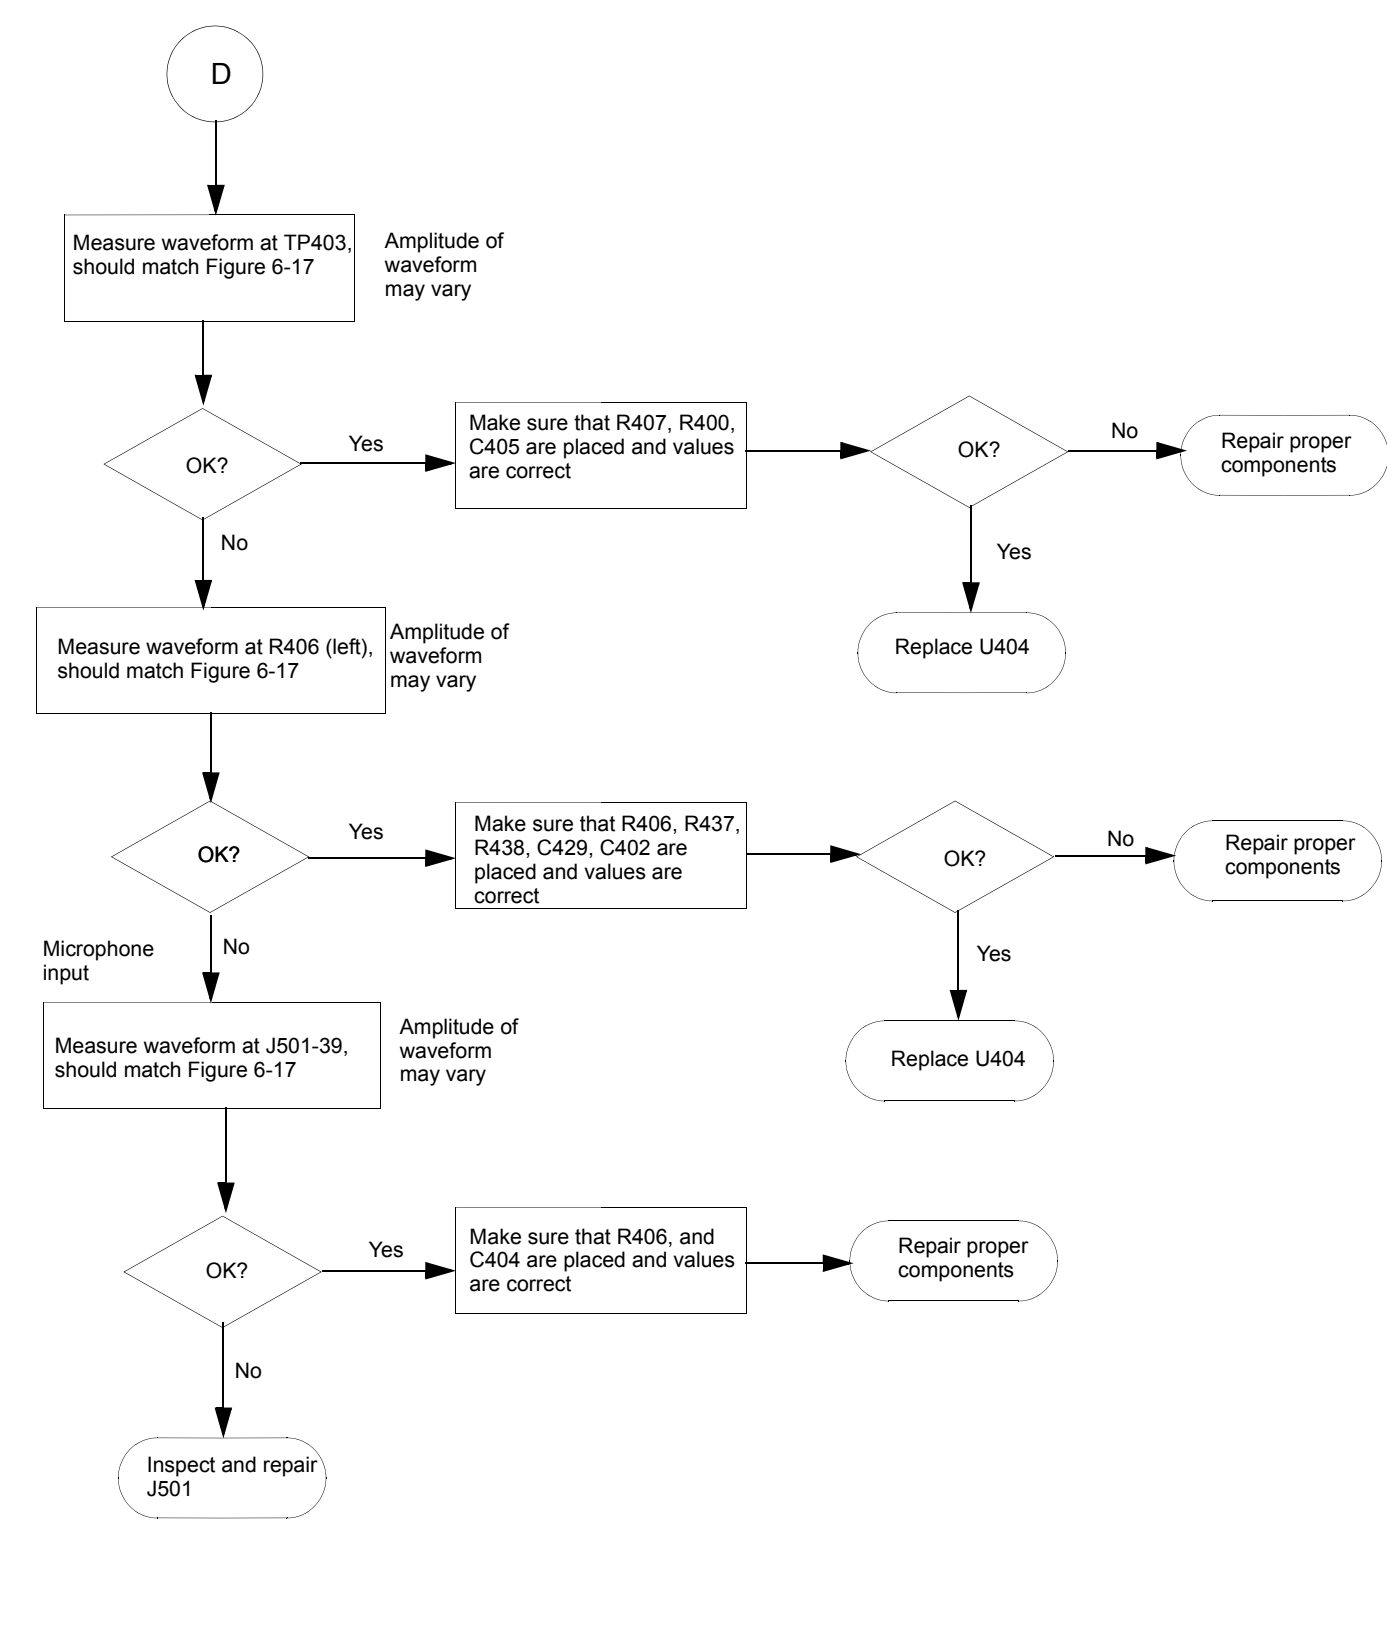 D
Measure waveform at TP403,
should match Figure 6-17
Amplitude of
waveform
may vary
OK?
Yes
Make sure that R407, R400,
C405 are placed and values
are correct
OK?
No
Repair proper
components
No
Yes
Replace U404
Measure waveform at R406 (left),
should match Figure 6-17
Amplitude of
waveform
may vary
OK?
Yes
Make sure that R406, R437,
R438, C429, C402 are
placed and values are
correct
OK?
No
Repair proper
components
Microphone
input
No
Yes
Replace U404
Measure waveform at J501-39,
should match Figure 6-17
Amplitude of
waveform
may vary
OK?
Yes
Make sure that R406, and
C404 are placed and values
are correct
Repair proper
components
No
Inspect and repair
J501